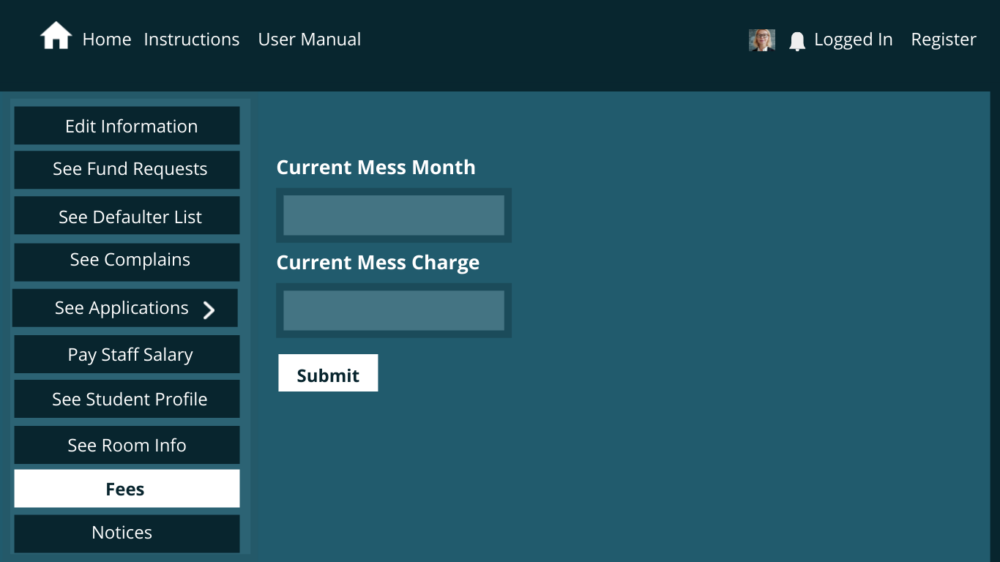 Home Instructions User Manual Logged In Register
Edit Information
See Fund Requests
See Defaulter List
See Complains
See Applications
Pay Staff Salary
See Student Profile
See Room Info
Fees
Notices
Current Mess Month
Current Mess Charge
Submit